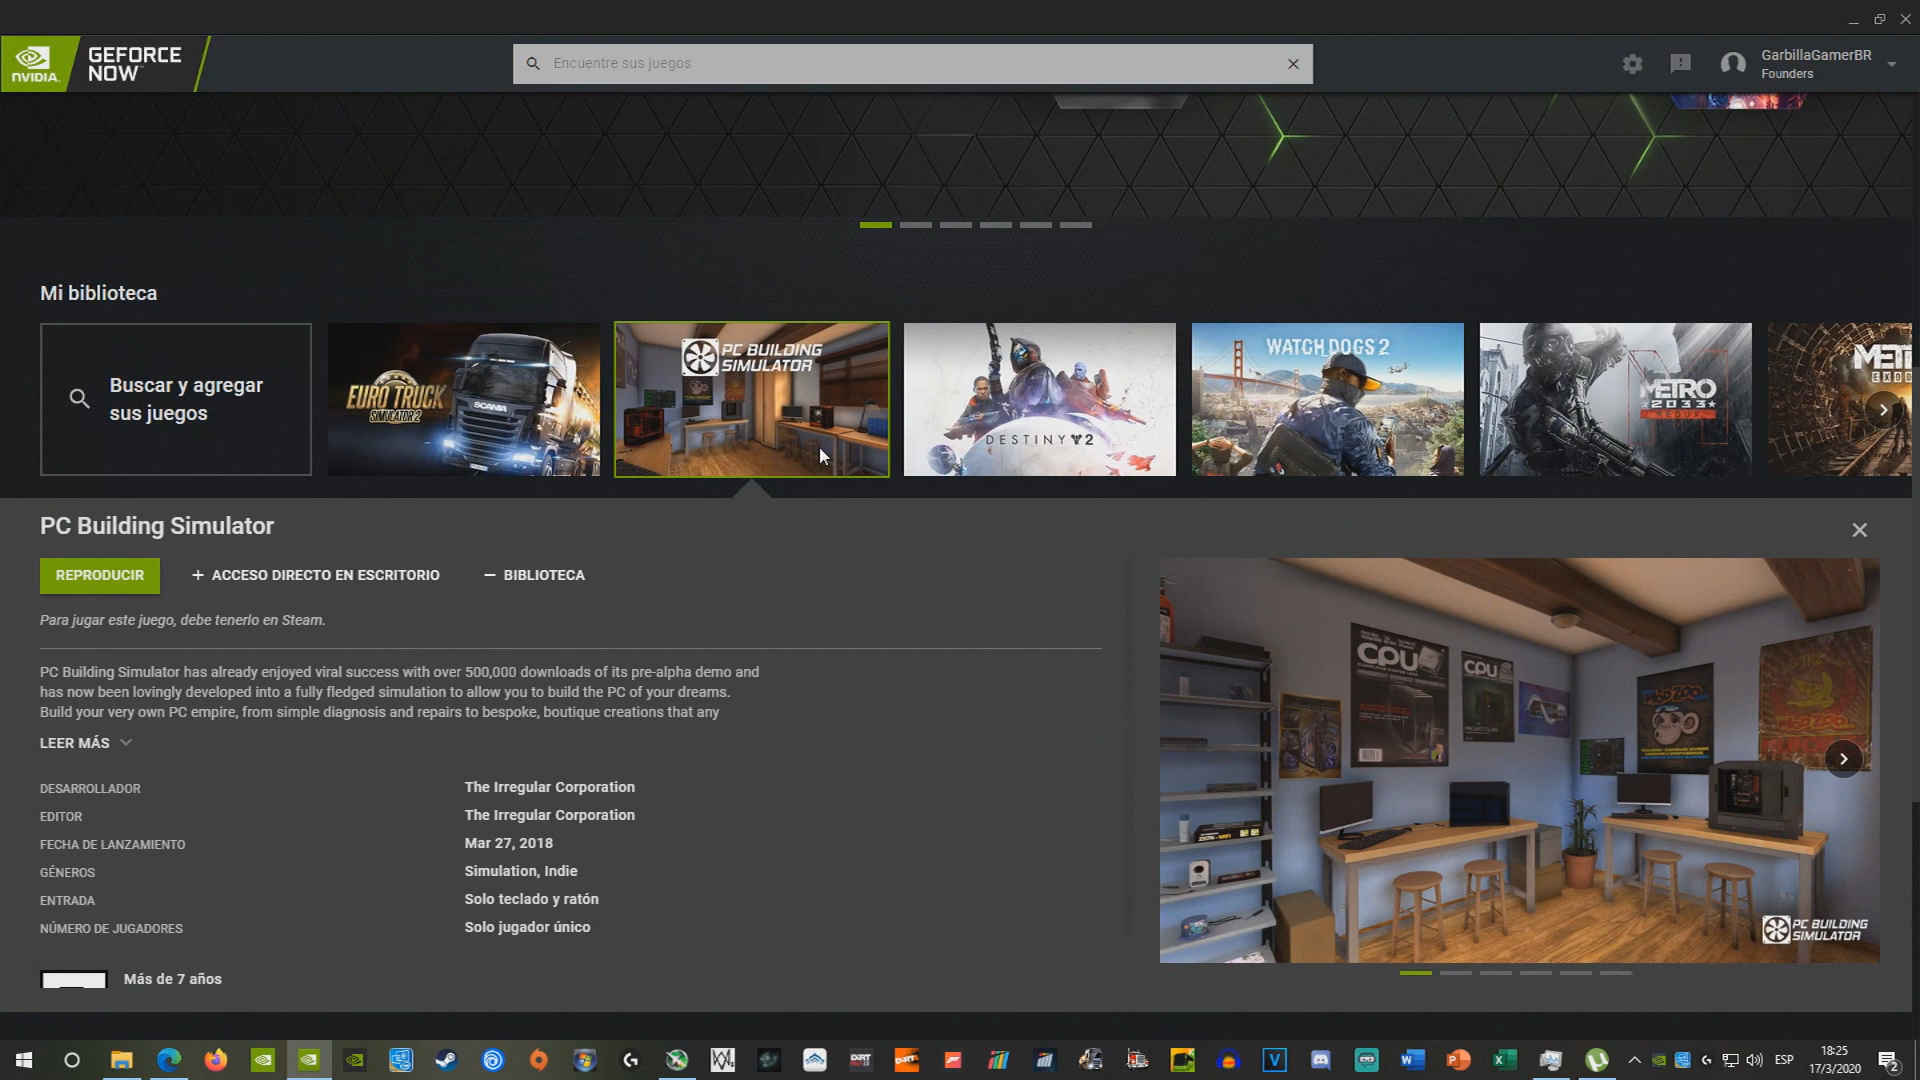 NVIDIA.
GEFORCE
NOW
Encuentre sus juegos
GarbillaGamerBR
Founders
Mi biblioteca
Buscar y agregar
sus juegos
EURO TRUCK
SIMULATOR 2
SCANIA
PC BUILDING
SIMULATOR
DESTINY 2
WATCH DOGS 2
METRO
2033
REDUX
PC Building Simulator
REPRODUCIR
+ ACCESO DIRECTO EN ESCRITORIO
− BIBLIOTECA
Para jugar este juego, debe tenerlo en Steam.
PC Building Simulator has already enjoyed viral success with over 500,000 downloads of its pre-alpha demo and
has now been lovingly developed into a fully fledged simulation to allow you to build the PC of your dreams.
Build your very own PC empire, from simple diagnosis and repairs to bespoke, boutique creations that any
LEER MÁS
DESARROLLADOR The Irregular Corporation
EDITOR The Irregular Corporation
FECHA DE LANZAMIENTO Mar 27, 2018
GÉNEROS Simulation, Indie
ENTRADA Solo teclado y ratón
NÚMERO DE JUGADORES Solo jugador único
Más de 7 años
CPU
CPU
PC BUILDING
SIMULATOR
ESP
18:25
17/3/2020
2